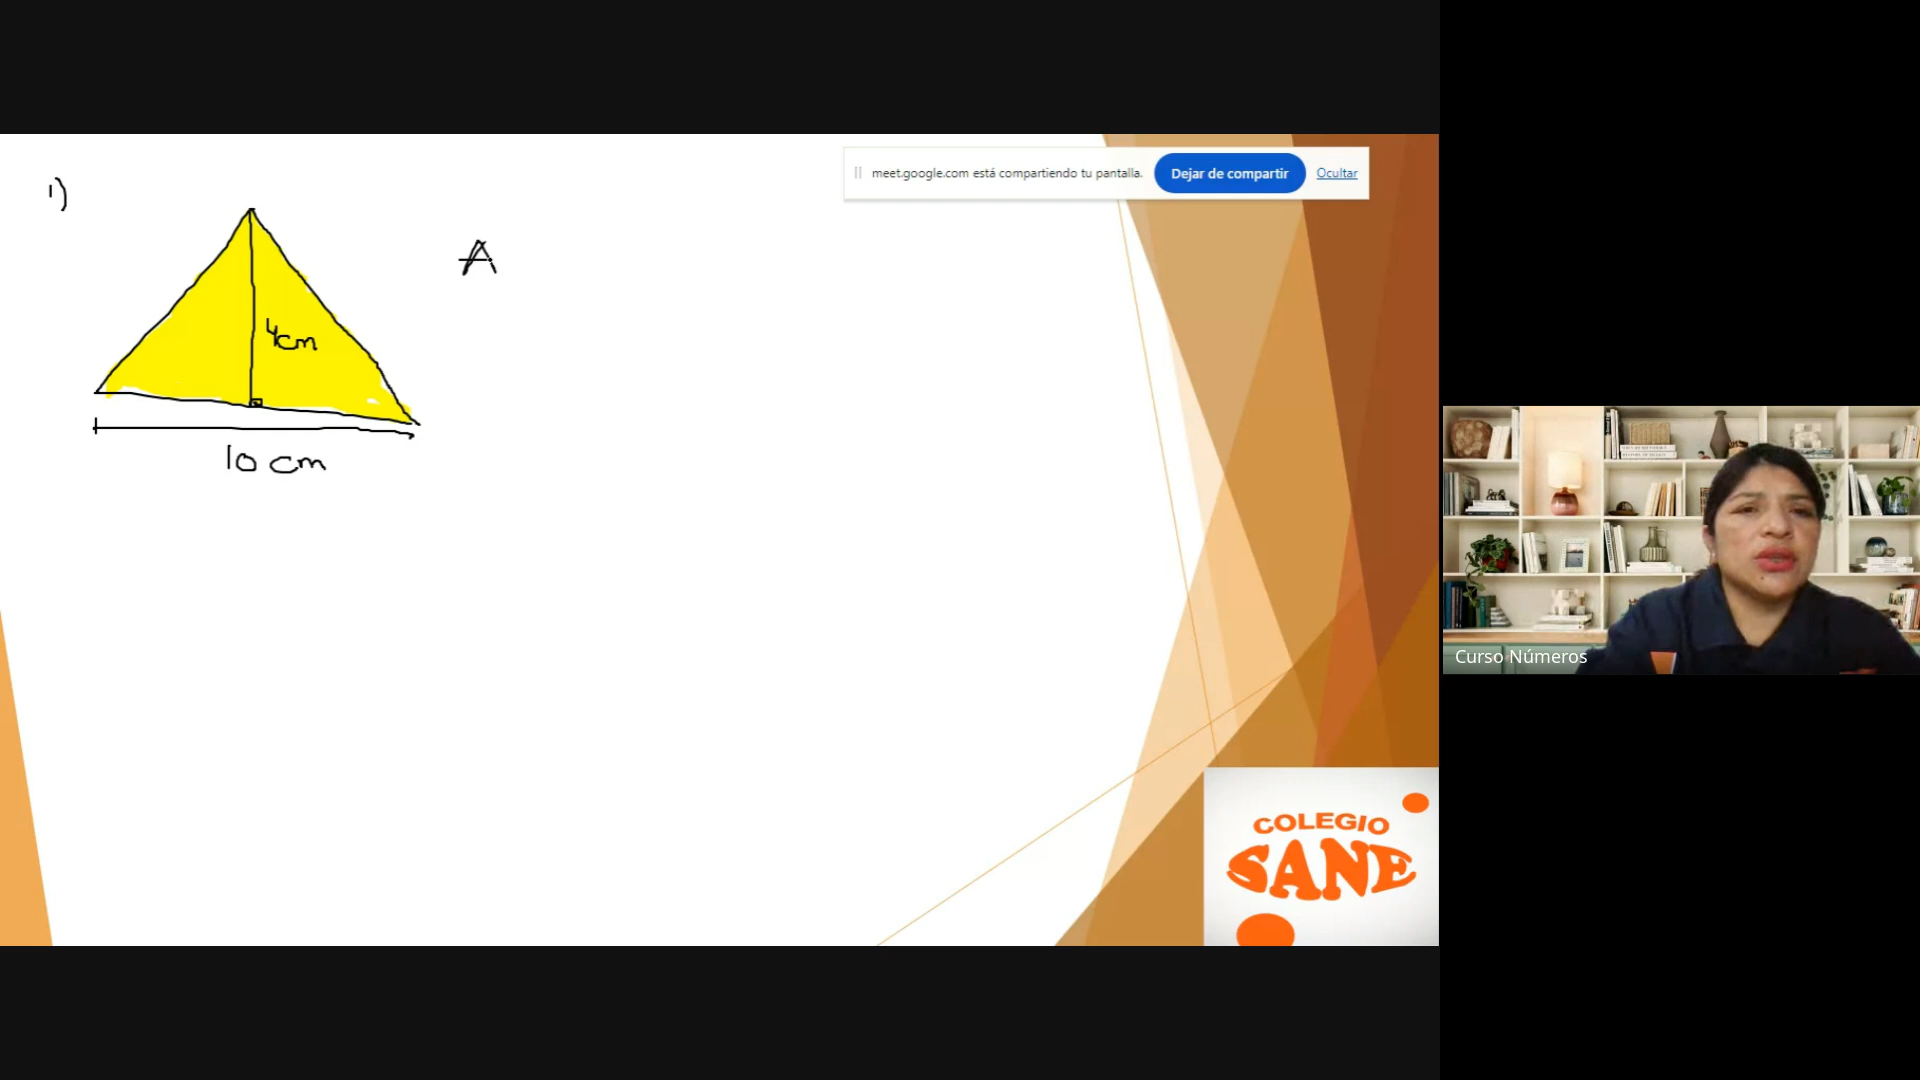 1)
meet.google.com está compartiendo tu pantalla. Dejar de compartir Ocultar
A
4cm
10 cm
Curso Números
COLEGIO
SANE